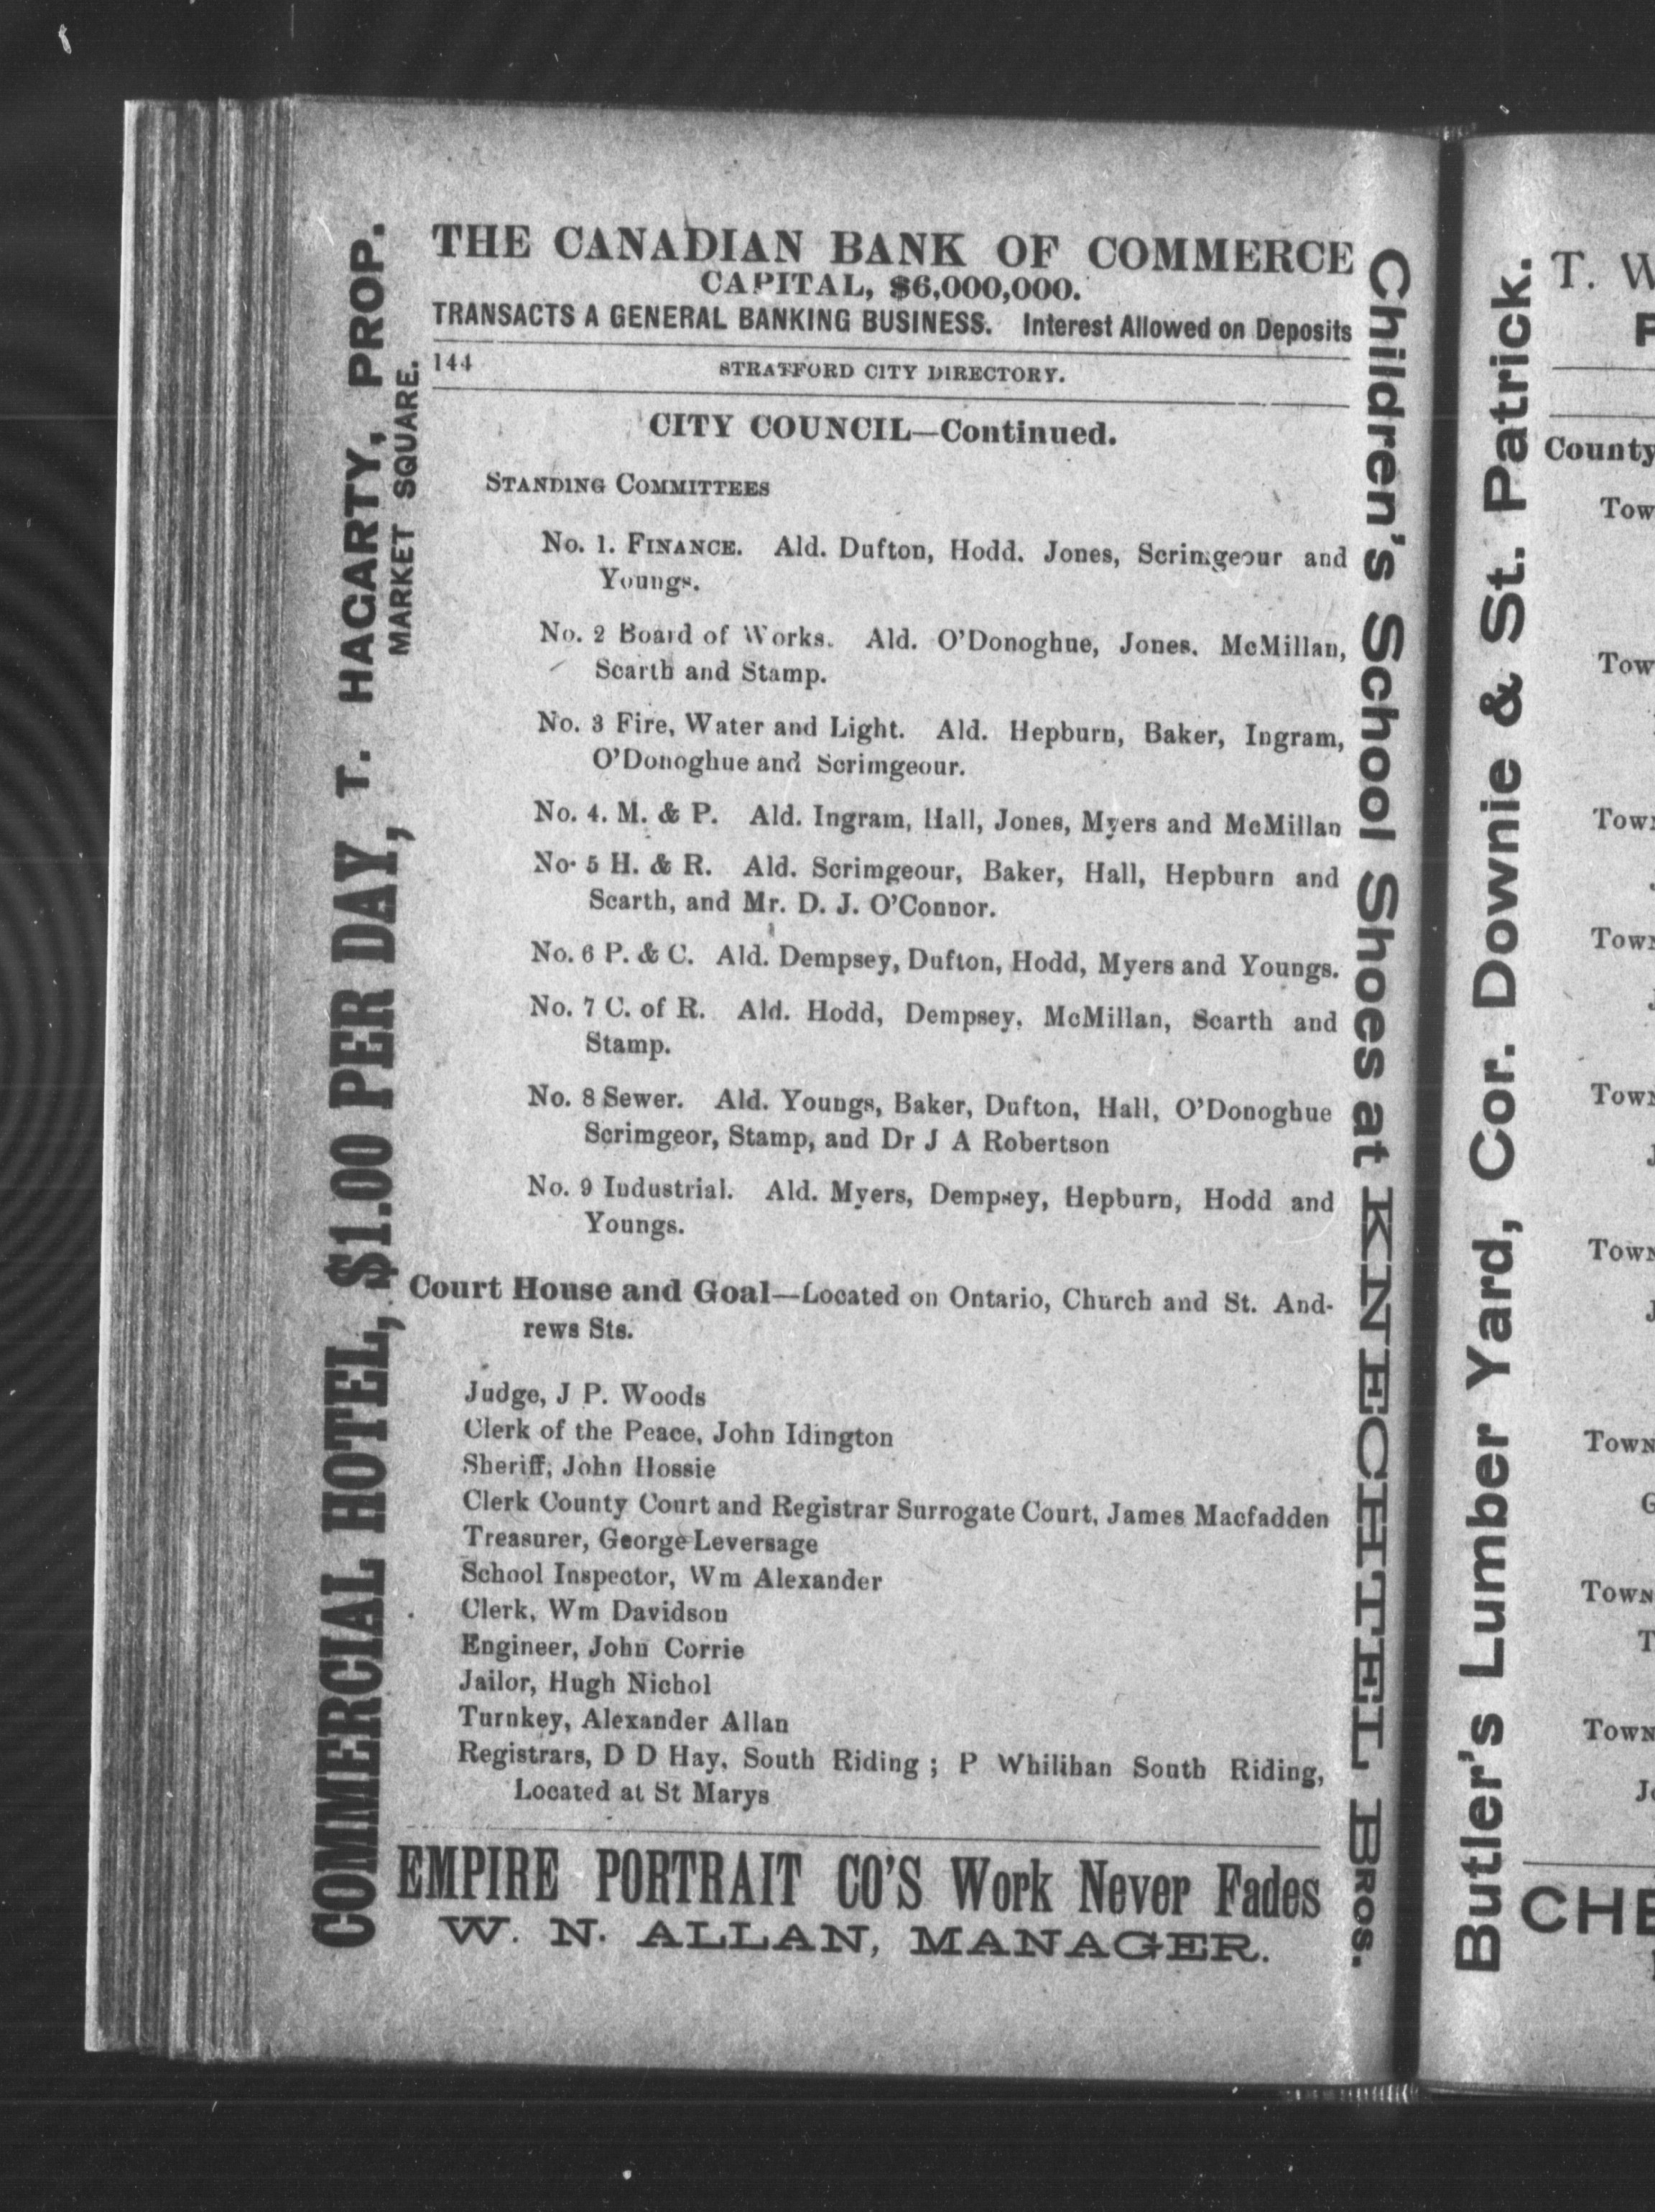 THE CANADIAN BANK OF COMMERCE
CAPITAL, $6,000,000.
TRANSACTS A GENERAL BANKING BUSINESS. Interest Allowed on Deposits
144 STRATFORD CITY DIRECTORY.
CITY COUNCIL—Continued.
STANDING COMMITTEES
No. 1. FINANCE. Ald. Dufton, Hodd. Jones, Scrimgeour and
Youngs.
No. 2 Board of Works. Ald. O'Donoghue, Jones. McMillan,
Scarth and Stamp.
No. 3 Fire, Water and Light. Ald. Hepburn, Baker, Ingram,
O'Donoghue and Scrimgeour.
No. 4. M. & P. Ald. Ingram, Hall, Jones, Myers and McMillan
No. 5 H. & R. Ald. Scrimgeour, Baker, Hall, Hepburn and
Scarth, and Mr. D. J. O'Connor.
No. 6 P. & C. Ald. Dempsey, Dufton, Hodd, Myers and Youngs.
No. 7 C. of R. Ald. Hodd, Dempsey, McMillan, Scarth and
Stamp.
No. 8 Sewer. Ald. Youngs, Baker, Dufton, Hall, O'Donoghue
Scrimgeor, Stamp, and Dr J A Robertson
No. 9 Industrial. Ald. Myers, Dempsey, Hepburn, Hodd and
Youngs.
Court House and Goal—Located on Ontario, Church and St. And-
rews Sts.
Judge, J P. Woods
Clerk of the Peace, John Idington
Sheriff, John Hossie
Clerk County Court and Registrar Surrogate Court, James Macfadden
Treasurer, George Leversage
School Inspector, Wm Alexander
Clerk, Wm Davidson
Engineer, John Corrie
Jailor, Hugh Nichol
Turnkey, Alexander Allan
Registrars, D D Hay, South Riding ; P Whilihan South Riding,
Located at St Marys
EMPIRE PORTRAIT CO'S Work Never Fades
W. N. ALLAN, MANAGER.
COMMERCIAL HOTEL, $1.00 PER DAY, T. HAGARTY, PROP.
MARKET SQUARE.
Children's School Shoes at KNECHTEL BROS.
Butler's Lumber Yard, Cor. Downie & St. Patrick.
T. W
County
CHE